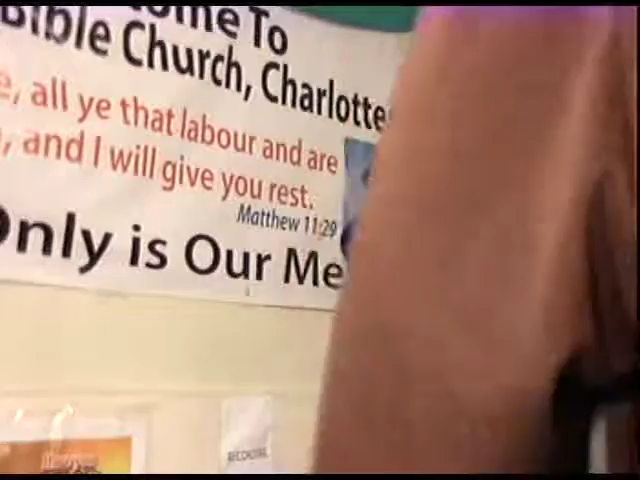 ome To
Bible Church, Charlotte
e, all ye that labour and are
, and I will give you rest.
Matthew 11:29
Only is Our Me
RECORDING